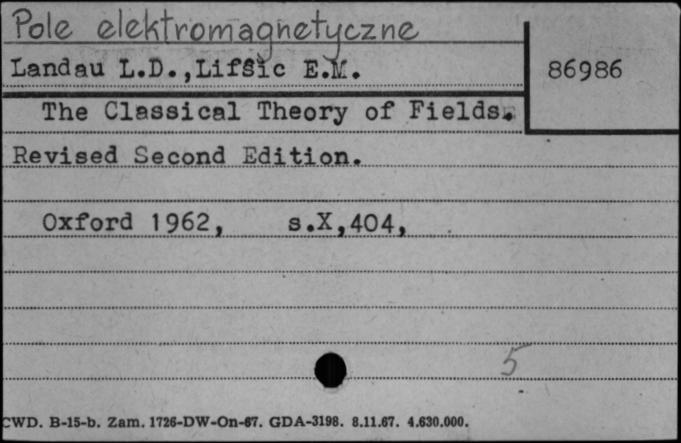 Pole elektromagnetyczne
Landau L.D.,Lifšic E.M.
86986
The Classical Theory of Fields.
Revised Second Edition.
Oxford 1962, s.X,404,
5
CWD. B-15-b. Zam. 1726-DW-On-67. GDA-3198. 8.11.67. 4.630.000.